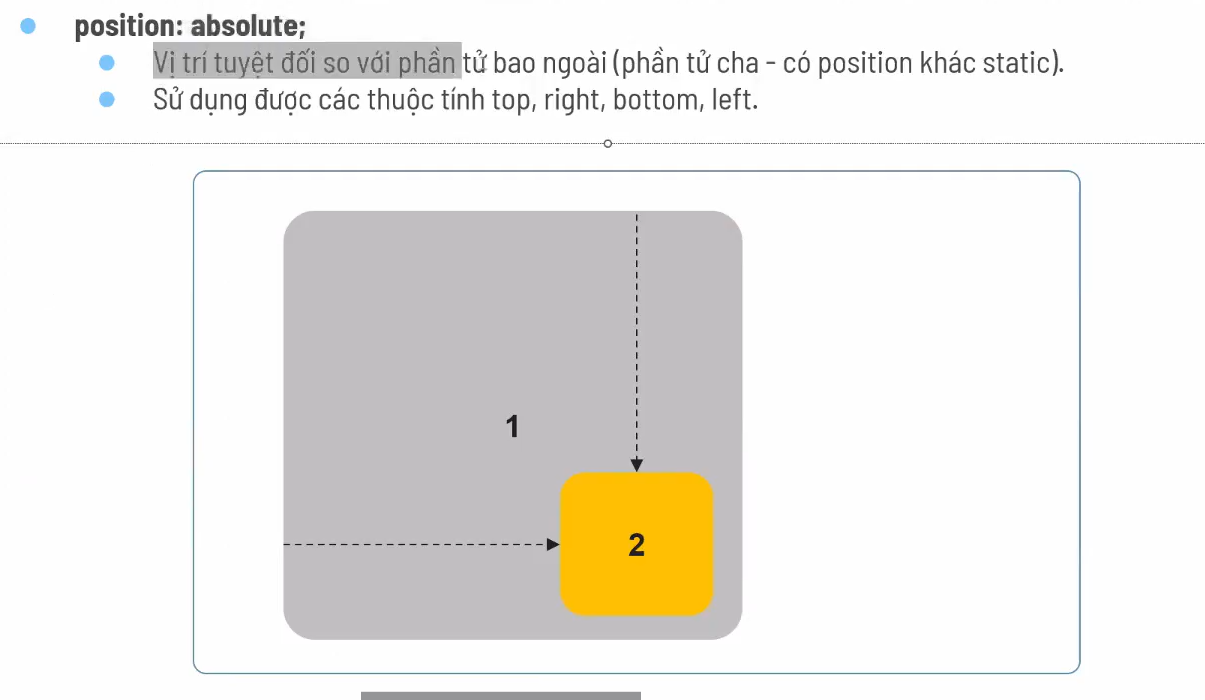 position: absolute;
Vị trí tuyệt đối so với phần tử bao ngoài (phần tử cha - có position khác static).
Sử dụng được các thuộc tính top, right, bottom, left.
1
2